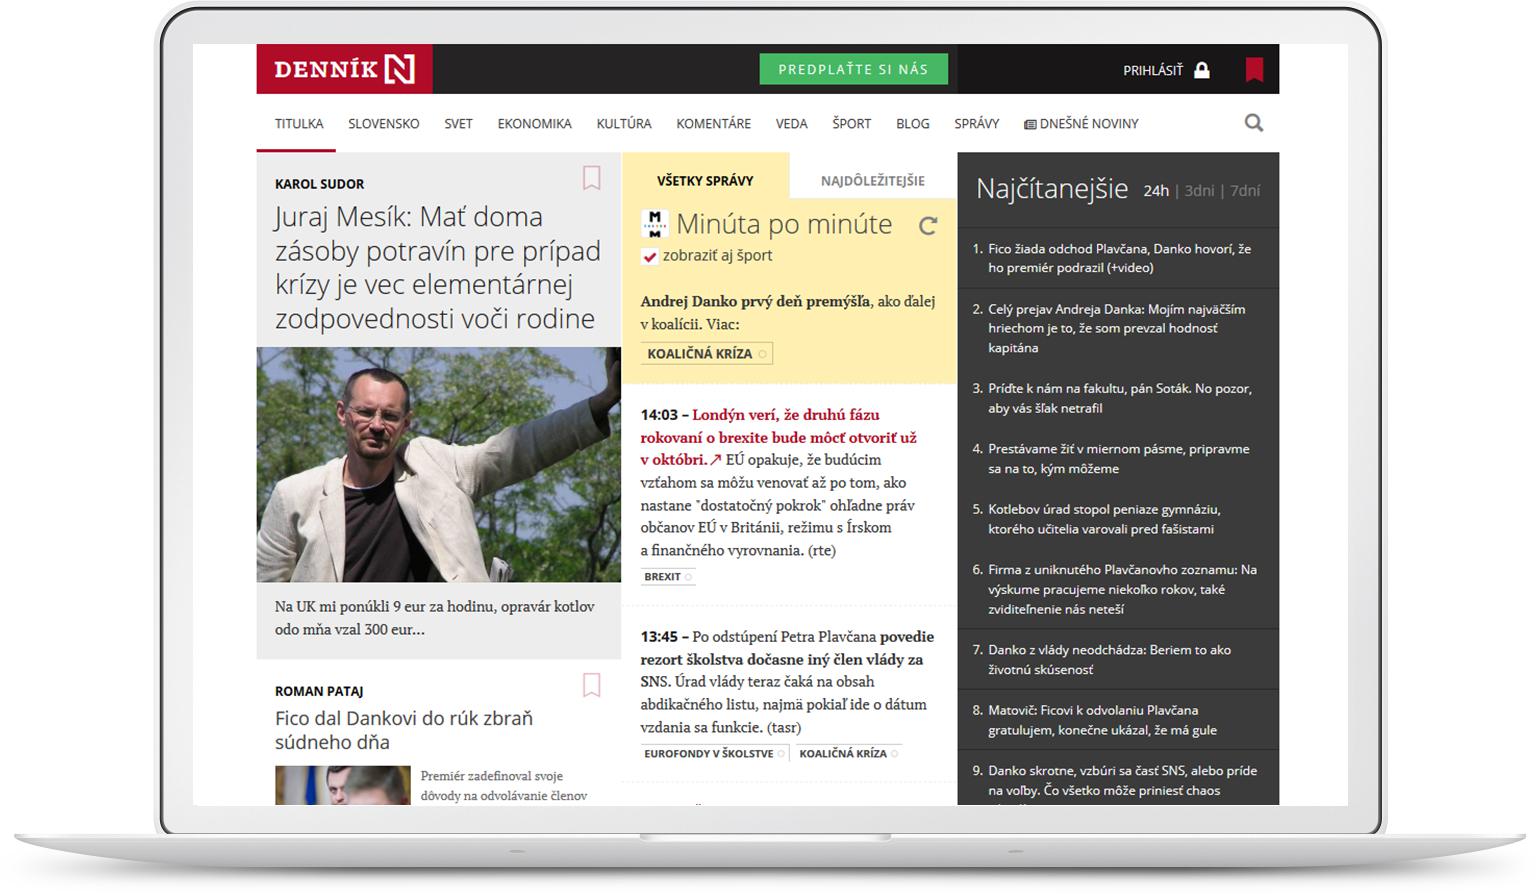 DENNÍK N
PREDPLAŤTE SI NÁS
PRIHLÁSIŤ
TITULKA
SLOVENSKO
SVET
EKONOMIKA
KULTÚRA
KOMENTÁRE
VEDA
ŠPORT
BLOG
SPRÁVY
DNEŠNÉ NOVINY
KAROL SUDOR
Juraj Mesík: Mať doma
zásoby potravín pre prípad
krízy je vec elementárnej
zodpovednosti voči rodine
Na UK mi ponúkli 9 eur za hodinu, opravár kotlov
odo mňa vzal 300 eur...
ROMAN PATAJ
Fico dal Dankovi do rúk zbraň
súdneho dňa
Premiér zadefinoval svoje
dôvody na odvolávanie členov
VŠETKY SPRÁVY
NAJDÔLEŽITEJŠIE
M
M
Minúta po minúte
zobraziť aj šport
Andrej Danko prvý deň premýšľa, ako ďalej
v koalícii. Viac:
KOALIČNÁ KRÍZA
14:03 – Londýn verí, že druhú fázu
rokovaní o brexite bude môcť otvoriť už
v októbri.↗ EÚ opakuje, že budúcim
vzťahom sa môžu venovať až po tom, ako
nastane "dostatočný pokrok" ohľadne práv
občanov EÚ v Británii, režimu s Írskom
a finančného vyrovnania. (rte)
BREXIT
13:45 – Po odstúpení Petra Plavčana povedie
rezort školstva dočasne iný člen vlády za
SNS. Úrad vlády teraz čaká na obsah
abdikačného listu, najmä pokiaľ ide o dátum
vzdania sa funkcie. (tasr)
EUROFONDY V ŠKOLSTVE
KOALIČNÁ KRÍZA
Najčítanejšie 24h | 3dni | 7dní
1. Fico žiada odchod Plavčana, Danko hovorí, že
ho premiér podrazil (+video)
2. Celý prejav Andreja Danka: Mojím najväčším
hriechom je to, že som prevzal hodnosť
kapitána
3. Príďte k nám na fakultu, pán Soták. No pozor,
aby vás šľak netrafil
4. Prestávame žiť v miernom pásme, pripravme
sa na to, kým môžeme
5. Kotlebov úrad stopol peniaze gymnáziu,
ktorého učitelia varovali pred fašistami
6. Firma z uniknutého Plavčanovho zoznamu: Na
výskume pracujeme niekoľko rokov, také
zviditeľnenie nás neteší
7. Danko z vlády neodchádza: Beriem to ako
životnú skúsenosť
8. Matovič: Ficovi k odvolaniu Plavčana
gratulujem, konečne ukázal, že má gule
9. Danko skrotne, vzbúri sa časť SNS, alebo príde
na voľby. Čo všetko môže priniesť chaos